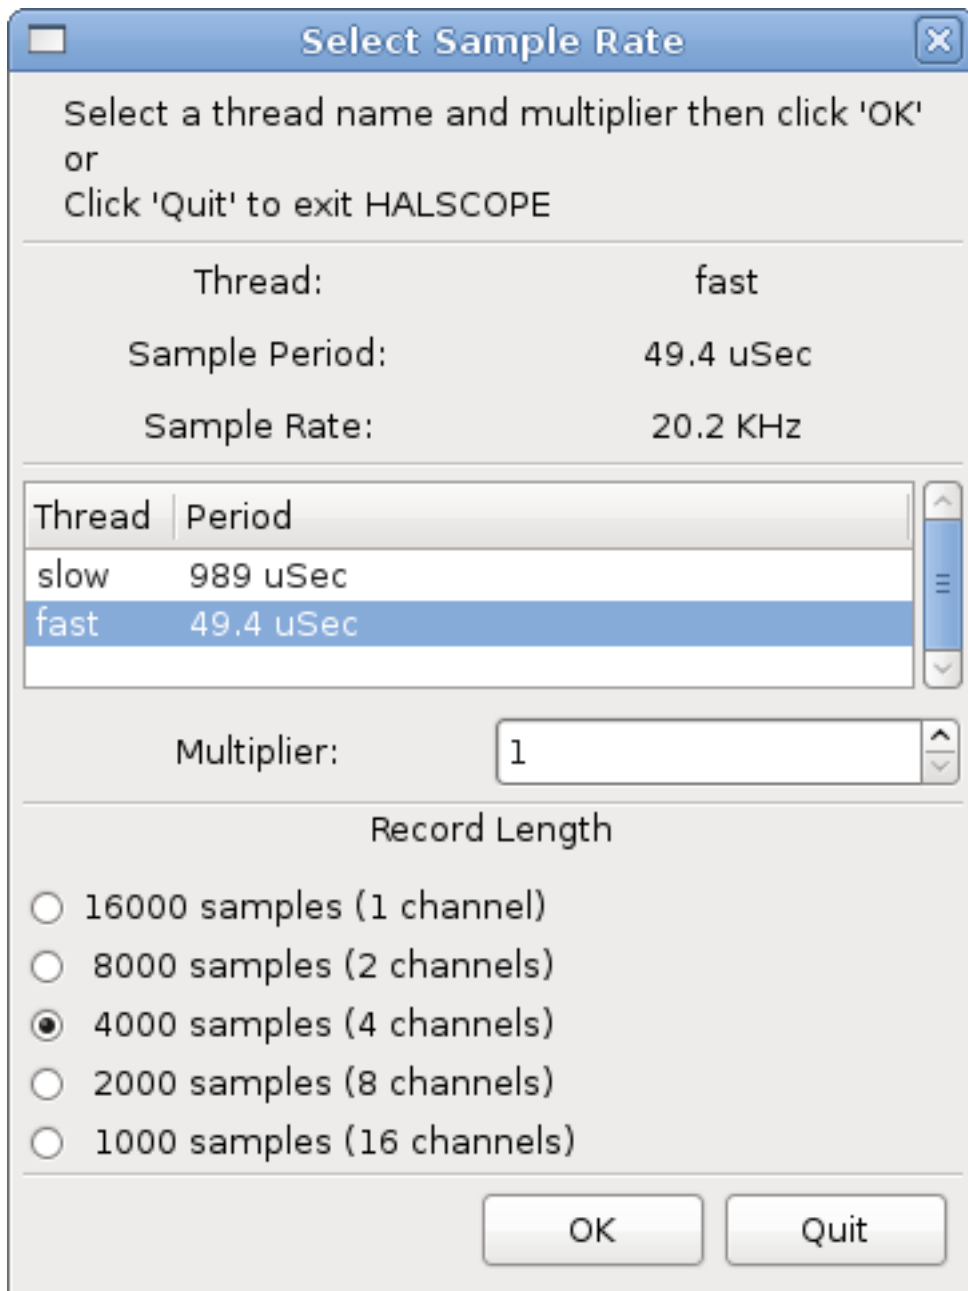 Select Sample Rate
Select a thread name and multiplier then click 'OK'
or
Click 'Quit' to exit HALSCOPE
Thread: fast
Sample Period: 49.4 uSec
Sample Rate: 20.2 KHz
Thread Period
slow 989 uSec
fast 49.4 uSec
Multiplier: 1
Record Length
16000 samples (1 channel)
8000 samples (2 channels)
4000 samples (4 channels)
2000 samples (8 channels)
1000 samples (16 channels)
OK Quit